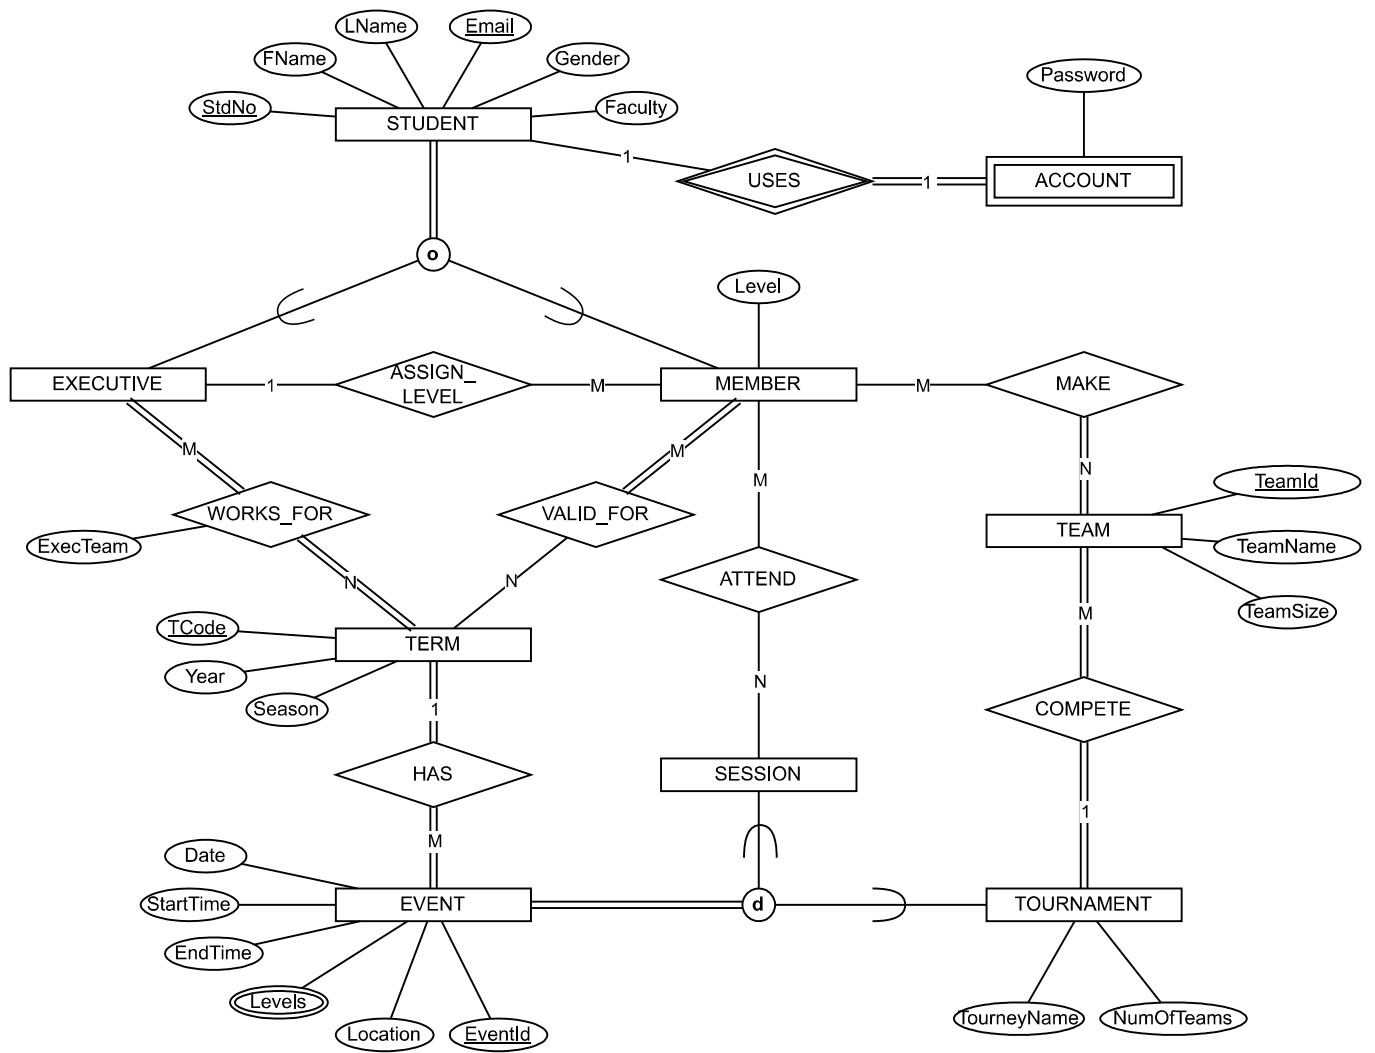 LName
Email
FName
Gender
Password
StdNo
Faculty
STUDENT
1
USES
1
ACCOUNT
o
Level
EXECUTIVE
1
ASSIGN_
LEVEL
M
MEMBER
M
MAKE
M
M
M
N
TeamId
WORKS_FOR
VALID_FOR
TEAM
ExecTeam
TeamName
N
N
ATTEND
TCode
TeamSize
M
TERM
Year
N
Season
1
COMPETE
HAS
SESSION
1
M
Date
StartTime
EVENT
d
TOURNAMENT
EndTime
Levels
Location
EventId
TourneyName
NumOfTeams